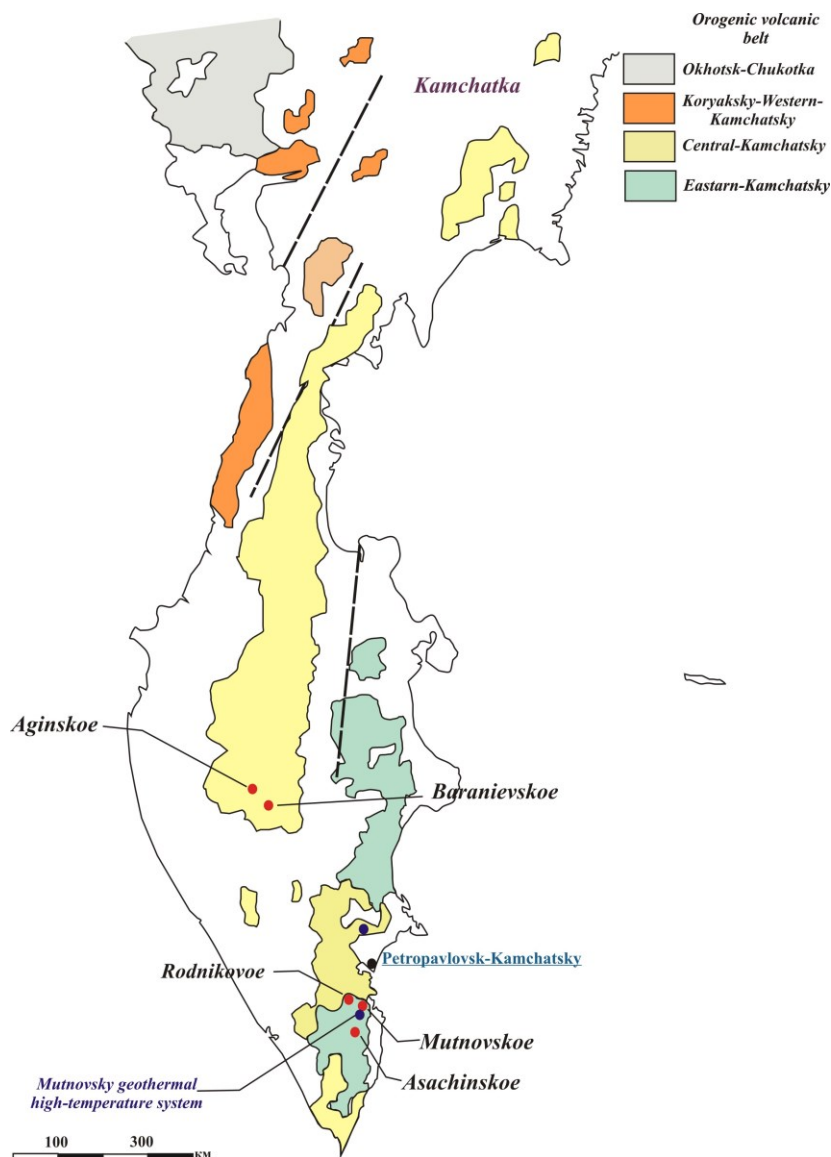 Orogenic volcanic
belt
Okhotsk-Chukotka
Koryaksky-Western-
Kamchatsky
Central-Kamchatsky
Eastarn-Kamchatsky
Kamchatka
Aginskoe
Baranievskoe
Petropavlovsk-Kamchatsky
Rodnikovoe
Mutnovskoe
Asachinskoe
Mutnovsky geothermal
high-temperature system
100 300
КМ